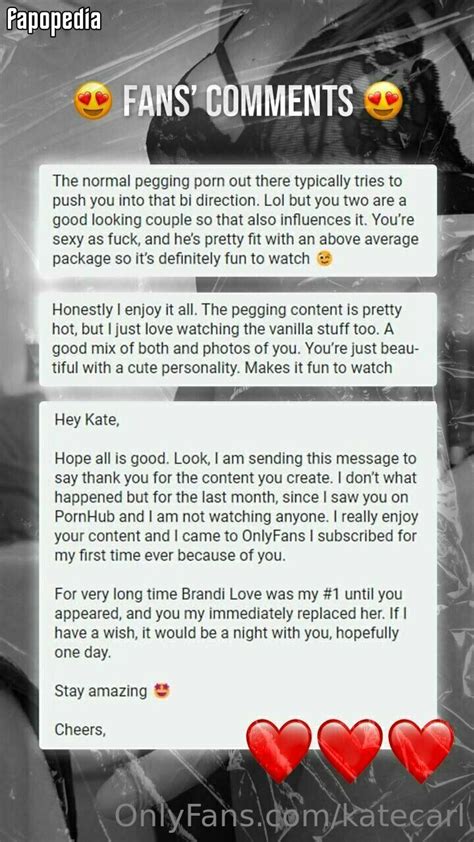 Fapopedia
😍 FANS' COMMENTS 😍
The normal pegging porn out there typically tries to
push you into that bi direction. Lol but you two are a
good looking couple so that also influences it. You're
sexy as fuck, and he's pretty fit with an above average
package so it's definitely fun to watch 😉
Honestly I enjoy it all. The pegging content is pretty
hot, but I just love watching the vanilla stuff too. A
good mix of both and photos of you. You're just beau-
tiful with a cute personality. Makes it fun to watch
Hey Kate,
Hope all is good. Look, I am sending this message to
say thank you for the content you create. I don't what
happened but for the last month, since I saw you on
PornHub and I am not watching anyone. I really enjoy
your content and I came to OnlyFans I subscribed for
my first time ever because of you.
For very long time Brandi Love was my #1 until you
appeared, and you my immediately replaced her. If I
have a wish, it would be a night with you, hopefully
one day.
Stay amazing 🤩
Cheers,
OnlyFans.com/katecarl